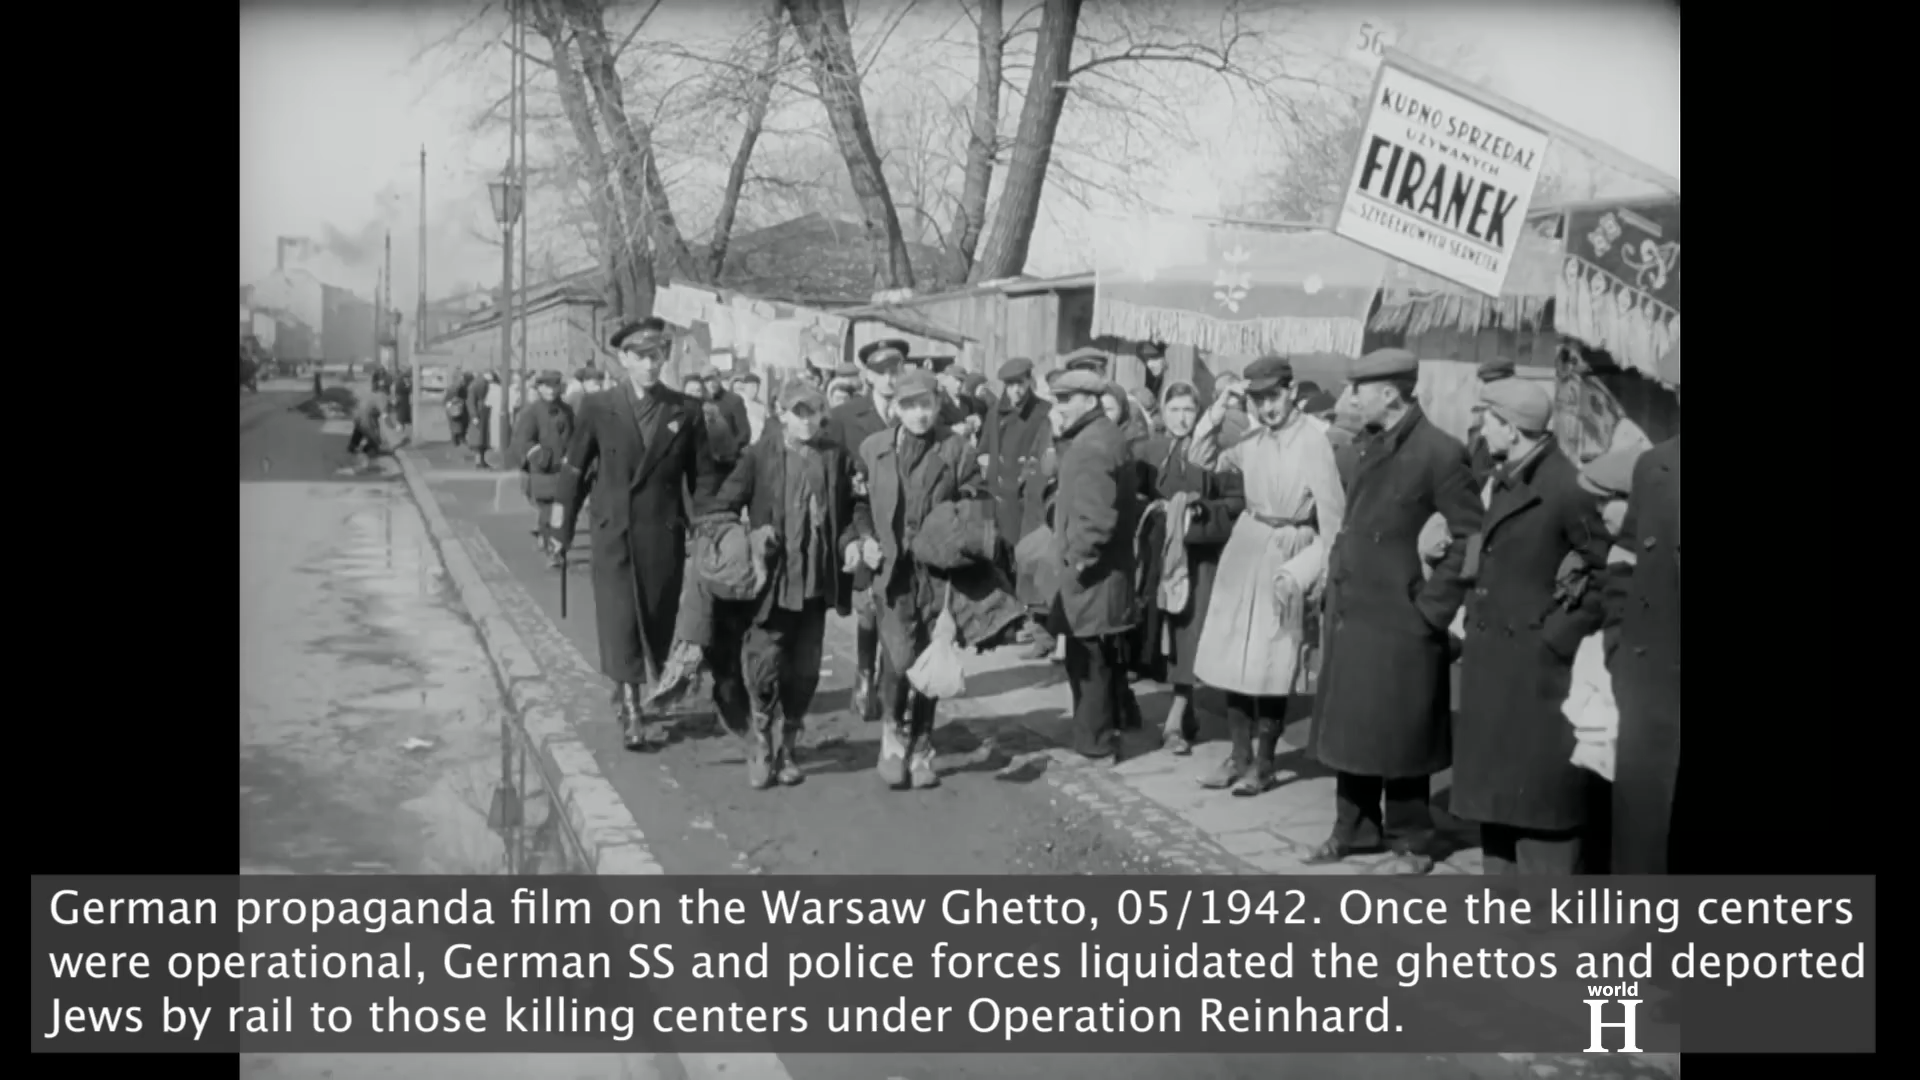 56
KUPNO SPRZEDAŻ
UŻYWANYCH
FIRANEK
SZYDEŁKOWYCH SERWETEK
German propaganda film on the Warsaw Ghetto, 05/1942. Once the killing centers
were operational, German SS and police forces liquidated the ghettos and deported
Jews by rail to those killing centers under Operation Reinhard.
world
H